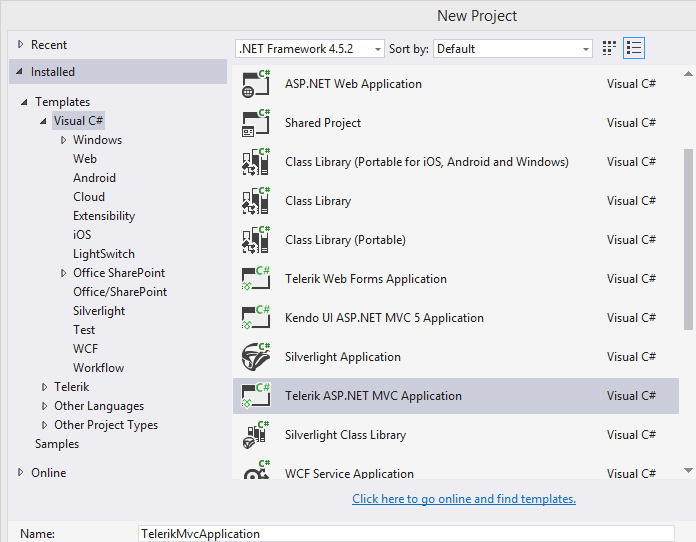 New Project
Recent
Installed
Templates
Visual C#
Windows
Web
Android
Cloud
Extensibility
iOS
LightSwitch
Office SharePoint
Office/SharePoint
Silverlight
Test
WCF
Workflow
Telerik
Other Languages
Other Project Types
Samples
Online
.NET Framework 4.5.2 Sort by: Default
C# ASP.NET Web Application Visual C#
C# Shared Project Visual C#
C# Class Library (Portable for iOS, Android and Windows) Visual C#
C# Class Library Visual C#
C# Class Library (Portable) Visual C#
C# Telerik Web Forms Application Visual C#
C# Kendo UI ASP.NET MVC 5 Application Visual C#
C# Silverlight Application Visual C#
C# Telerik ASP.NET MVC Application Visual C#
C# Silverlight Class Library Visual C#
C# WCF Service Application Visual C#
Click here to go online and find templates.
Name: TelerikMvcApplication